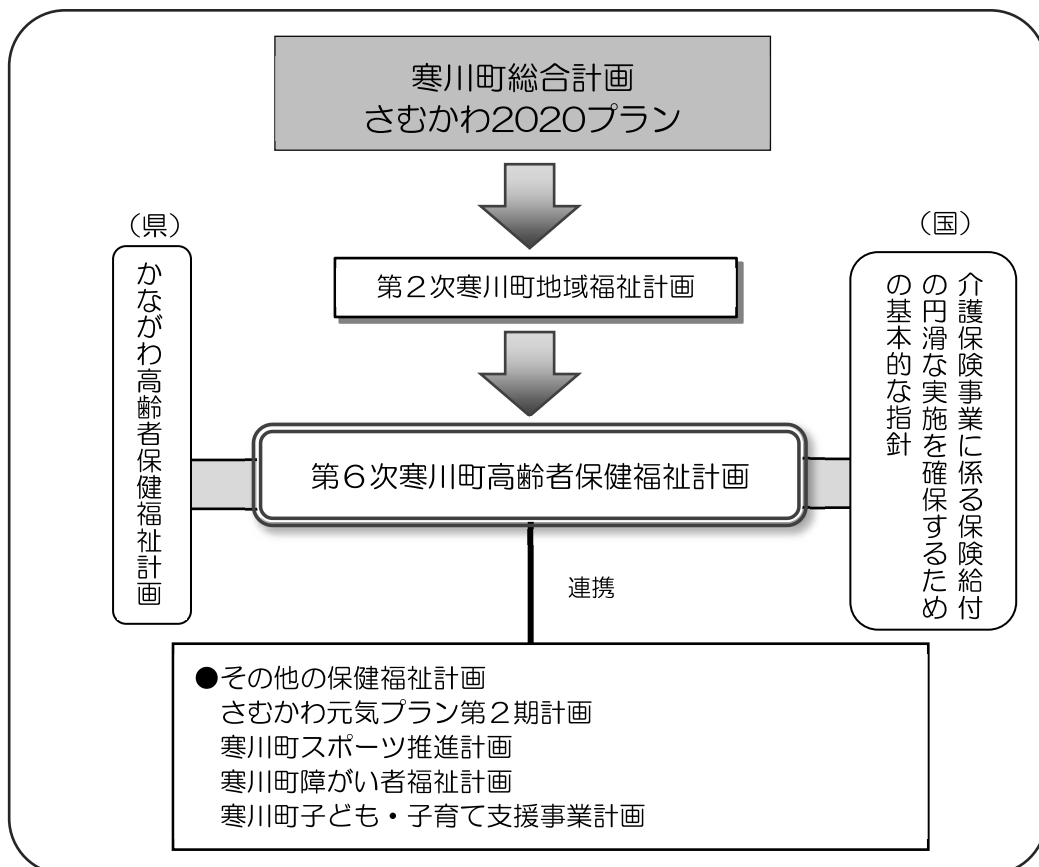 寒川町総合計画
さむかわ2020プラン
（県）
かながわ高齢者保健福祉計画
第２次寒川町地域福祉計画
（国）
介護保険事業に係る保険給付
の円滑な実施を確保するため
の基本的な指針
第６次寒川町高齢者保健福祉計画
連携
●その他の保健福祉計画
さむかわ元気プラン第２期計画
寒川町スポーツ推進計画
寒川町障がい者福祉計画
寒川町子ども・子育て支援事業計画